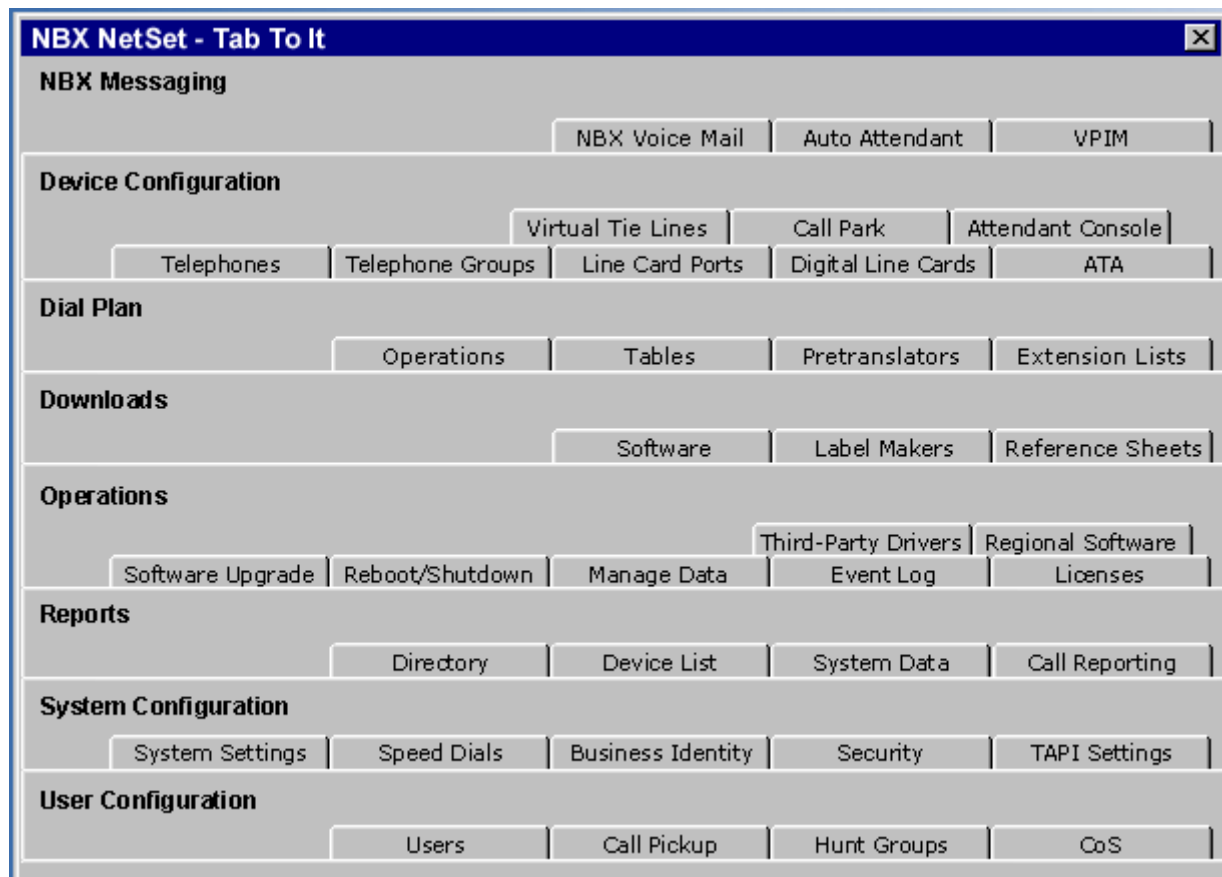 NBX NetSet - Tab To It
NBX Messaging
NBX Voice Mail Auto Attendant VPIM
Device Configuration
Virtual Tie Lines Call Park Attendant Console
Telephones Telephone Groups Line Card Ports Digital Line Cards ATA
Dial Plan
Operations Tables Pretranslators Extension Lists
Downloads
Software Label Makers Reference Sheets
Operations
Third-Party Drivers Regional Software
Software Upgrade Reboot/Shutdown Manage Data Event Log Licenses
Reports
Directory Device List System Data Call Reporting
System Configuration
System Settings Speed Dials Business Identity Security TAPI Settings
User Configuration
Users Call Pickup Hunt Groups CoS